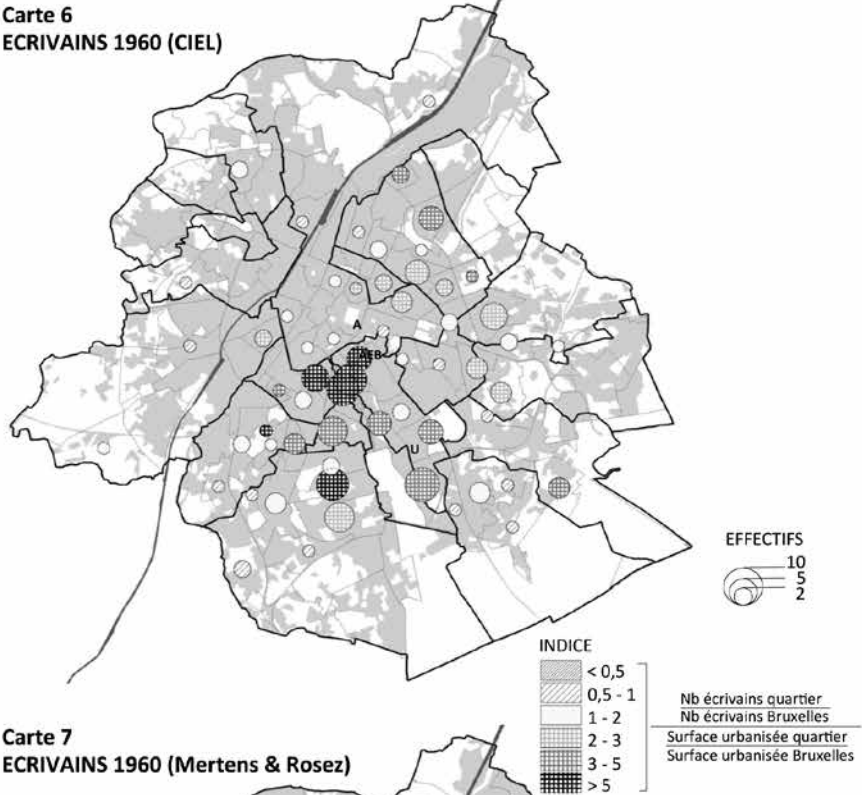 Carte 6
ECRIVAINS 1960 (CIEL)
A
AEB
U
EFFECTIFS
10
5
2
INDICE
< 0,5
0,5 - 1
1 - 2
2 - 3
3 - 5
> 5
Nb écrivains quartier
Nb écrivains Bruxelles
Surface urbanisée quartier
Surface urbanisée Bruxelles
Carte 7
ECRIVAINS 1960 (Mertens & Rosez)